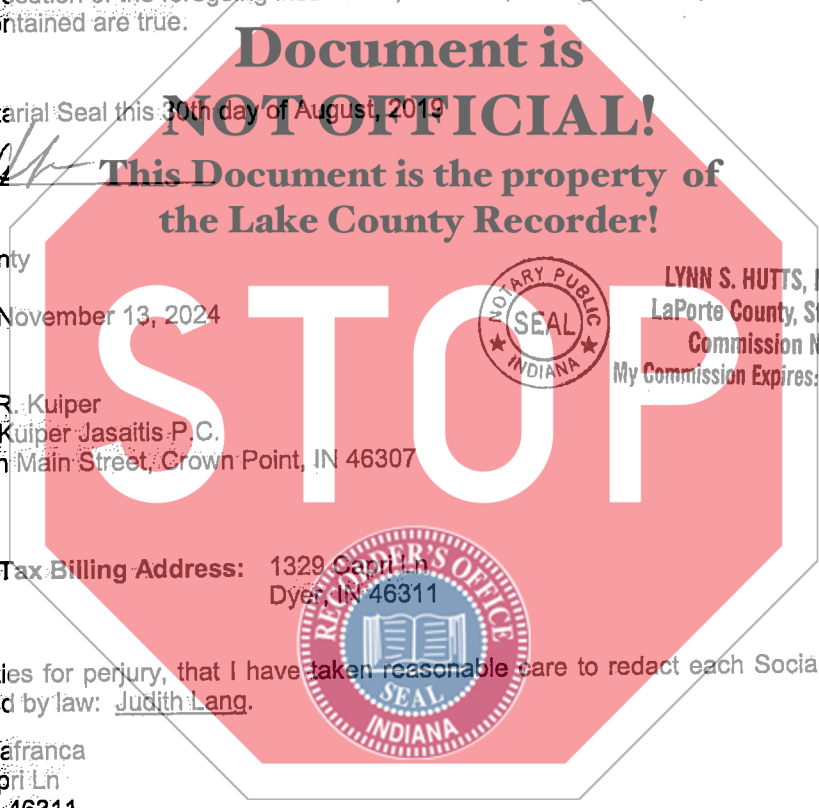 ntained are true.
Document is
arial Seal this 30th day of August, 2019
NOT OFFICIAL!
This Document is the property of
the Lake County Recorder!
nty
NOTARY PUBLIC
SEAL
INDIANA
LYNN S. HUTTS,
November 13, 2024
LaPorte County, St
Commission N
My Commission Expires:
STOP
R. Kuiper
Kuiper Jasaitis P.C.
n Main Street, Crown Point, IN 46307
Tax Billing Address: 1329 Capri Ln
Dyer, IN 46311
RECORDER'S OFFICE
SEAL
INDIANA
ies for perjury, that I have taken reasonable care to redact each Socia
d by law: Judith Lang.
afranca
pri Ln
46311